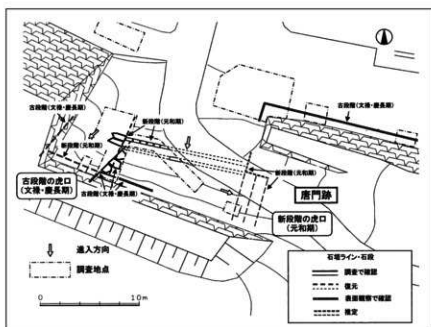 古段階(文禄・慶長期)
古段階(文禄・慶長期)
新段階(元和期)
新段階(元和期)
古段階の虎口
(文禄・慶長期)
古段階(文禄・慶長期)
新段階(元和期)
唐門跡
新段階の虎口
(元和期)
進入方向
調査地点
0
10m
石垣ライン・石段
調査で確認
復元
表面観察で確認
推定